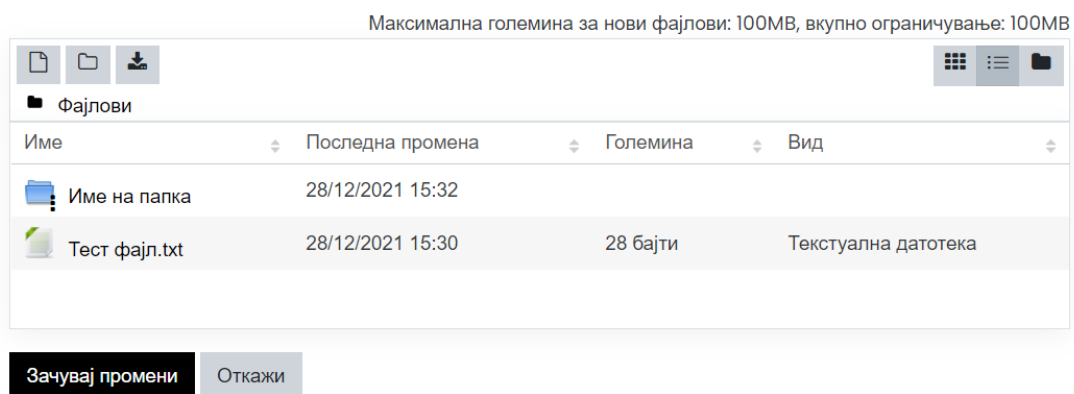 Максимална големина за нови фајлови: 100MB, вкупно ограничување: 100MB
Фајлови
Име Последна промена Големина Вид
Име на папка 28/12/2021 15:32
Тест фајл.txt 28/12/2021 15:30 28 бајти Текстуална датотека
Зачувај промени Откажи